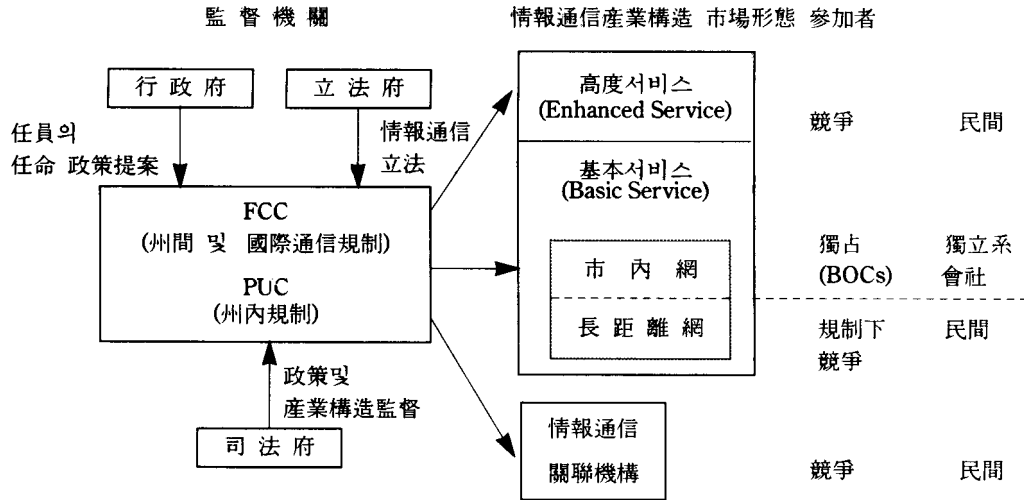 監 督 機 關
情報通信産業構造 市場形態 參加者
行 政 府
立 法 府
任員의
任命 政策提案
情報通信
立法
FCC
(州間 및 國際通信規制)
PUC
(州內規制)
政策및
産業構造監督
司 法 府
高度서비스
(Enhanced Service)
競爭 民間
基本서비스
(Basic Service)
市 內 網
獨占 獨立系
(BOCs) 會社
長 距 離 網
規制下 民間
競爭
情報通信
關聯機構
競爭 民間